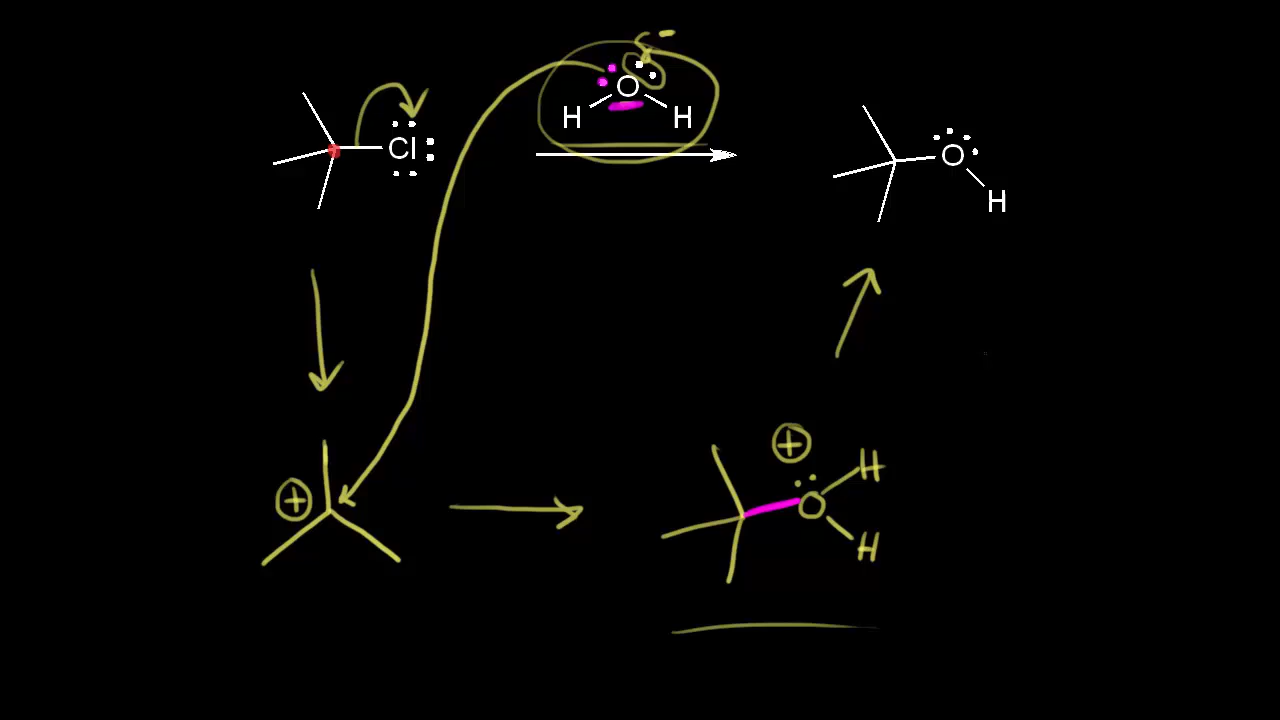 δ-
O
H H
Cl
O
H
+ H
+ O
H